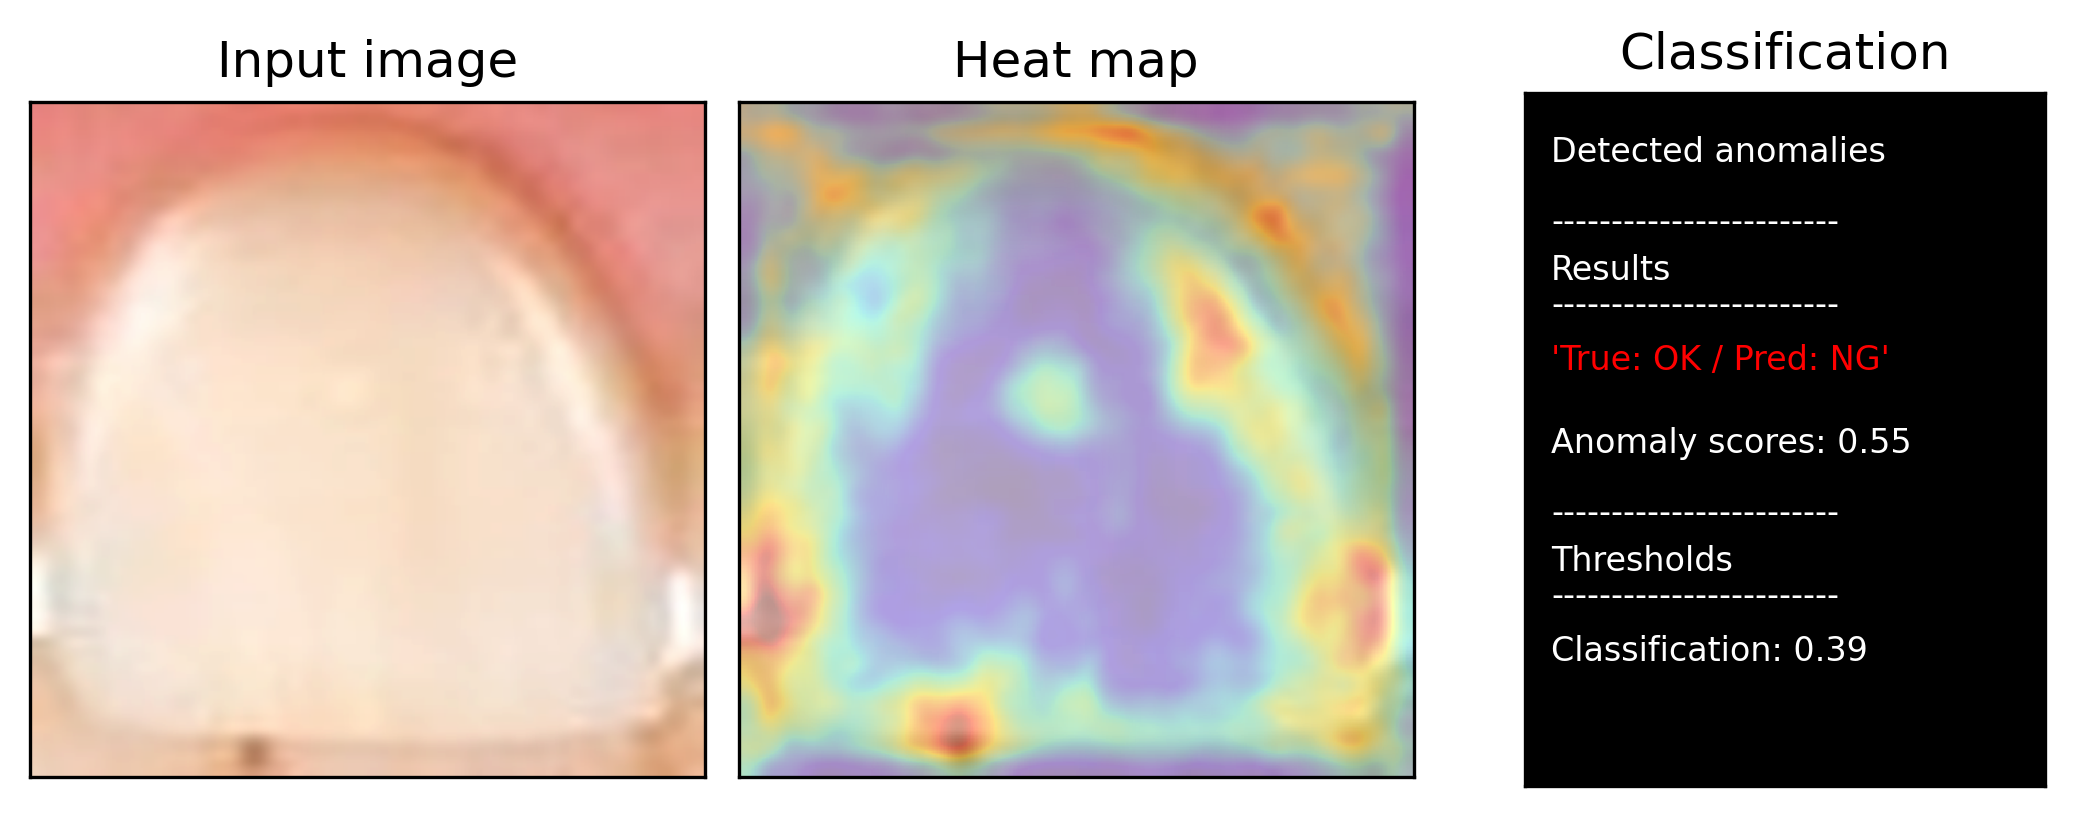 Input image
Heat map
Classification
Detected anomalies
------------------------
Results
------------------------
'True: OK / Pred: NG'
Anomaly scores: 0.55
------------------------
Thresholds
------------------------
Classification: 0.39